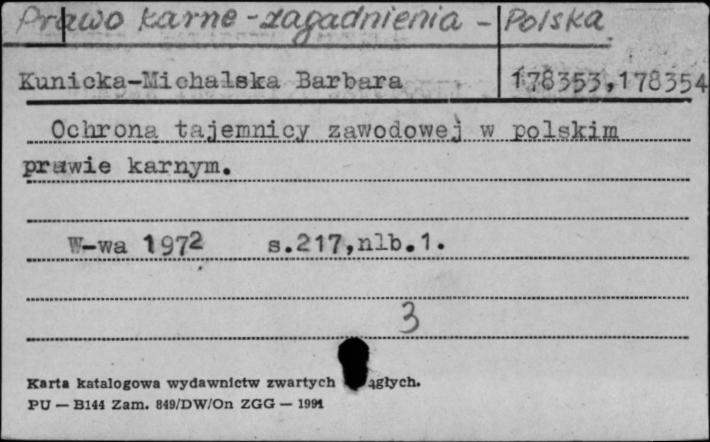 Prawo karne - zagadnienia - Polska
Kunicka-Michalska Barbara 178353,178354
Ochrona tajemnicy zawodowej w polskim
prawie karnym.
W-wa 1972 s.217,nlb.1.
3
Karta katalogowa wydawnictw zwartych
PU — B144 Zam. 849/DW/On ZGG — 1991